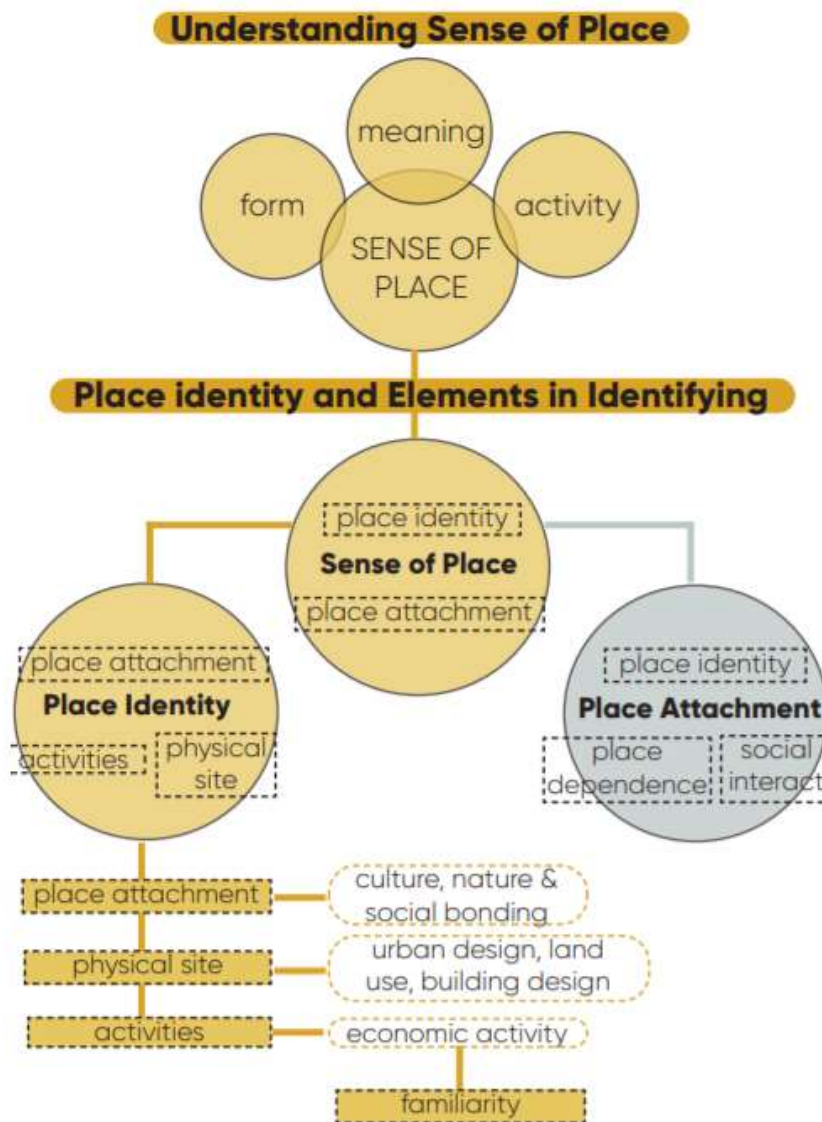 Understanding Sense of Place
meaning
form
activity
SENSE OF
PLACE
Place identity and Elements in Identifying
place identity
Sense of Place
place attachment
place attachment
Place Identity
activities
physical
site
place identity
Place Attachment
place
dependence
social
interact
place attachment
culture, nature &
social bonding
physical site
urban design, land
use, building design
activities
economic activity
familiarity